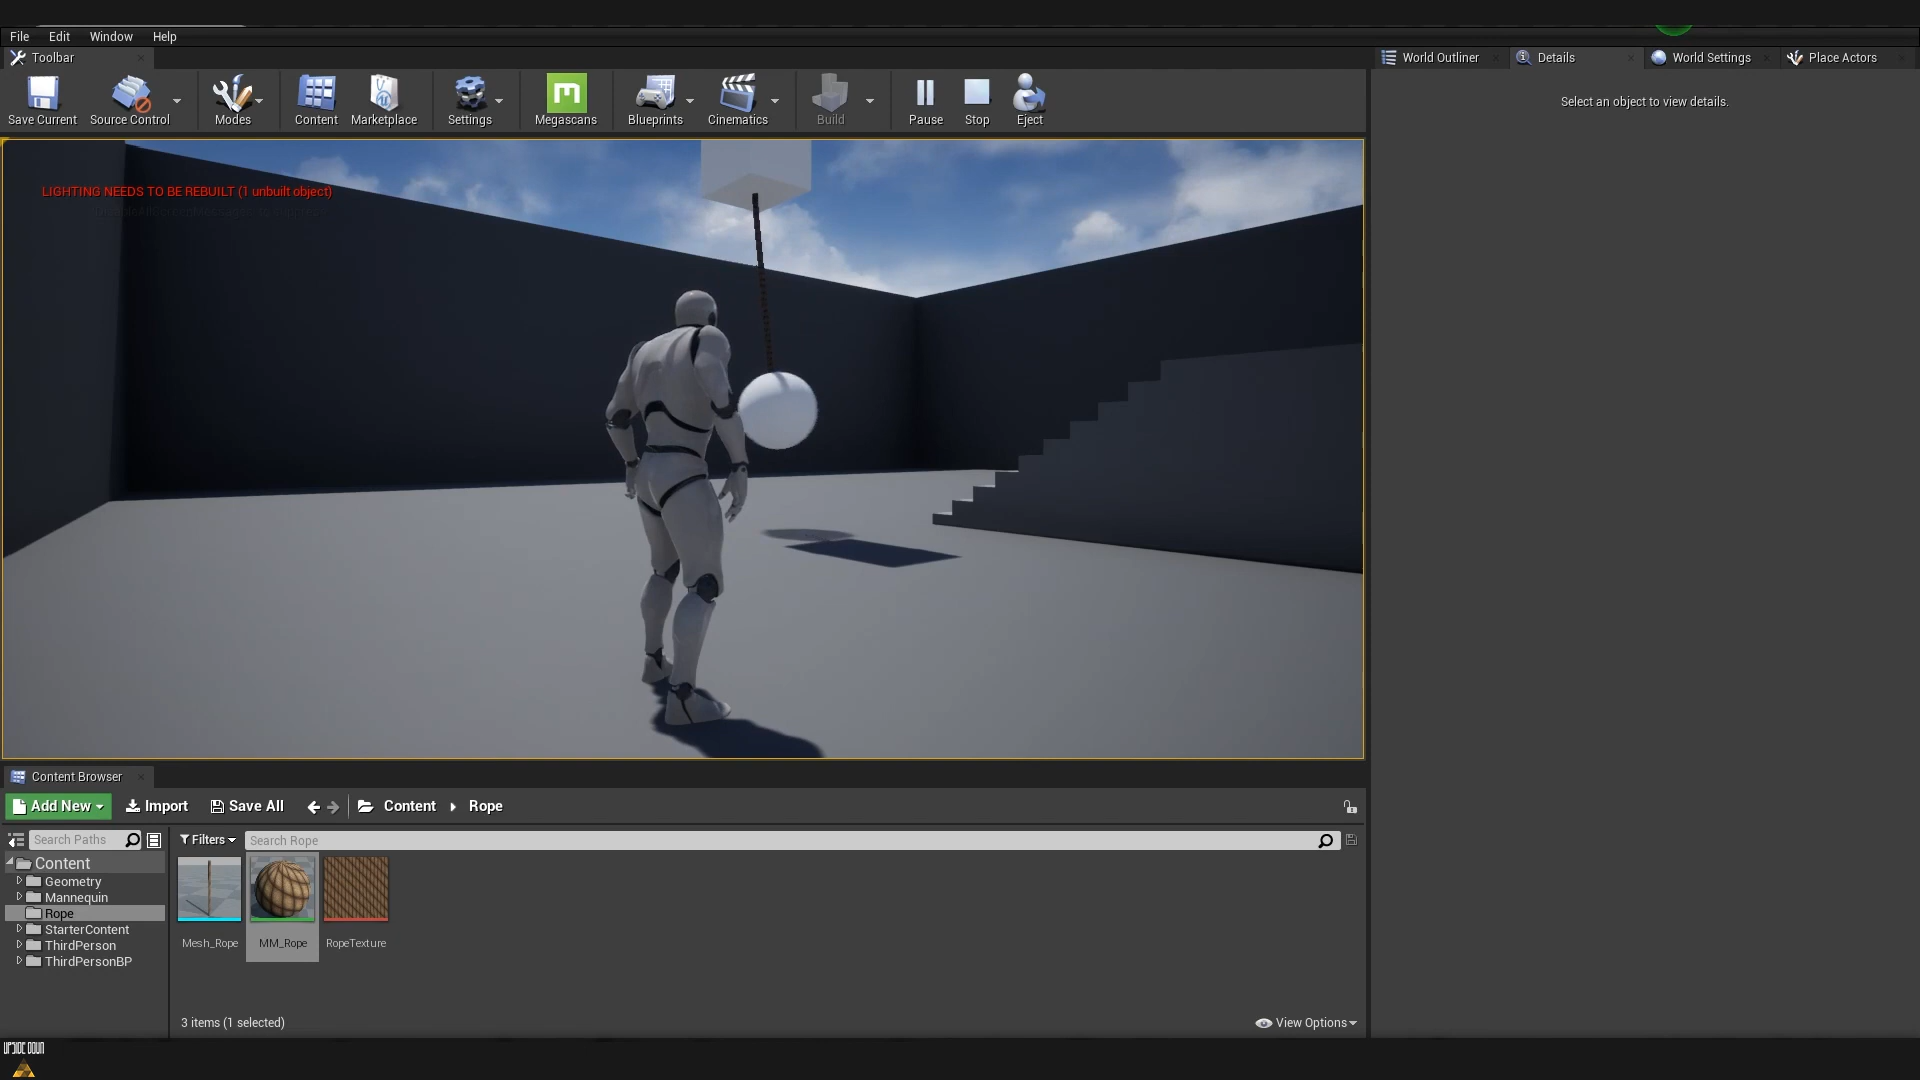 File Edit Window Help
Toolbar
World Outliner Details World Settings Place Actors
Save Current Source Control Modes Content Marketplace Settings Megascans Blueprints Cinematics Build Pause Stop Eject
Select an object to view details.
LIGHTING NEEDS TO BE REBUILT (1 unbuilt object)
Content Browser
Add New Import Save All Content Rope
Search Paths Filters Search Rope
Content
Geometry
Mannequin
Rope
StarterContent
ThirdPerson
ThirdPersonBP
Mesh_Rope MM_Rope RopeTexture
3 items (1 selected) View Options
UPSIDE DOWN